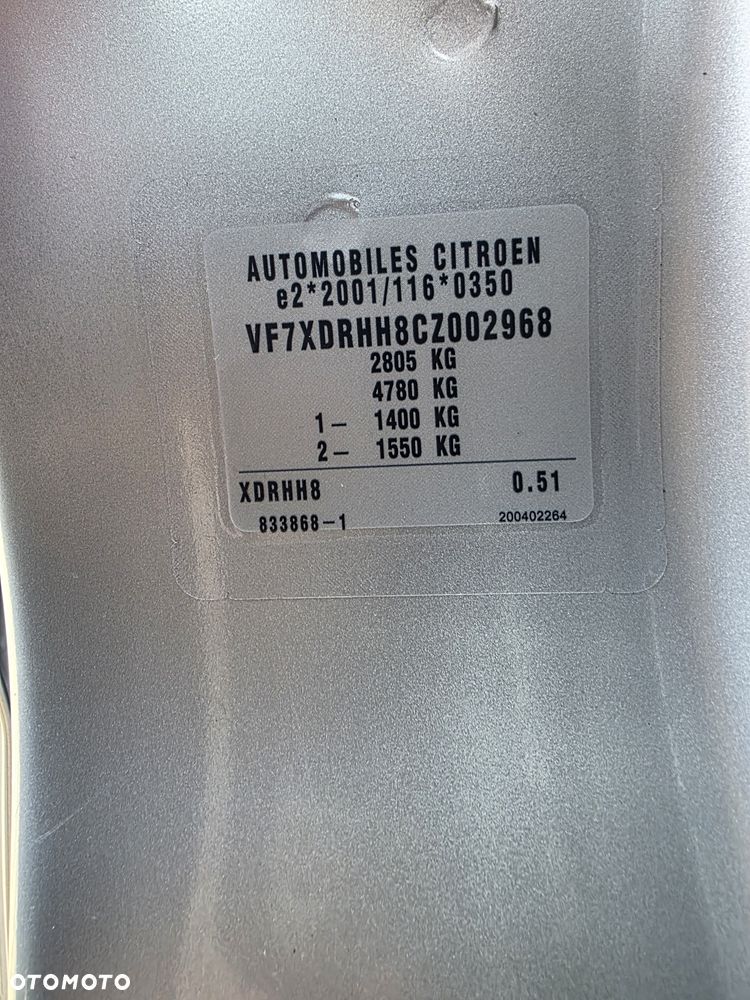 AUTOMOBILES CITROEN
e2*2001/116*0350
VF7XDRHH8CZ002968
2805 KG
4780 KG
1– 1400 KG
2– 1550 KG
XDRHH8 0.51
833868–1 200402264
OTOMOTO